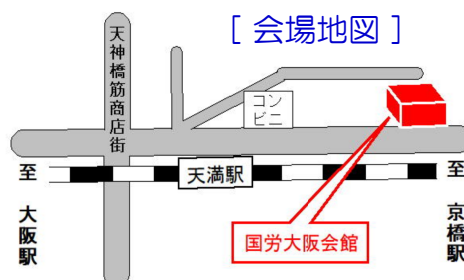 [ 会場地図 ]
天神橋筋商店街
コン
ビニ
天満駅
至 大阪駅
至 京橋駅
国労大阪会館